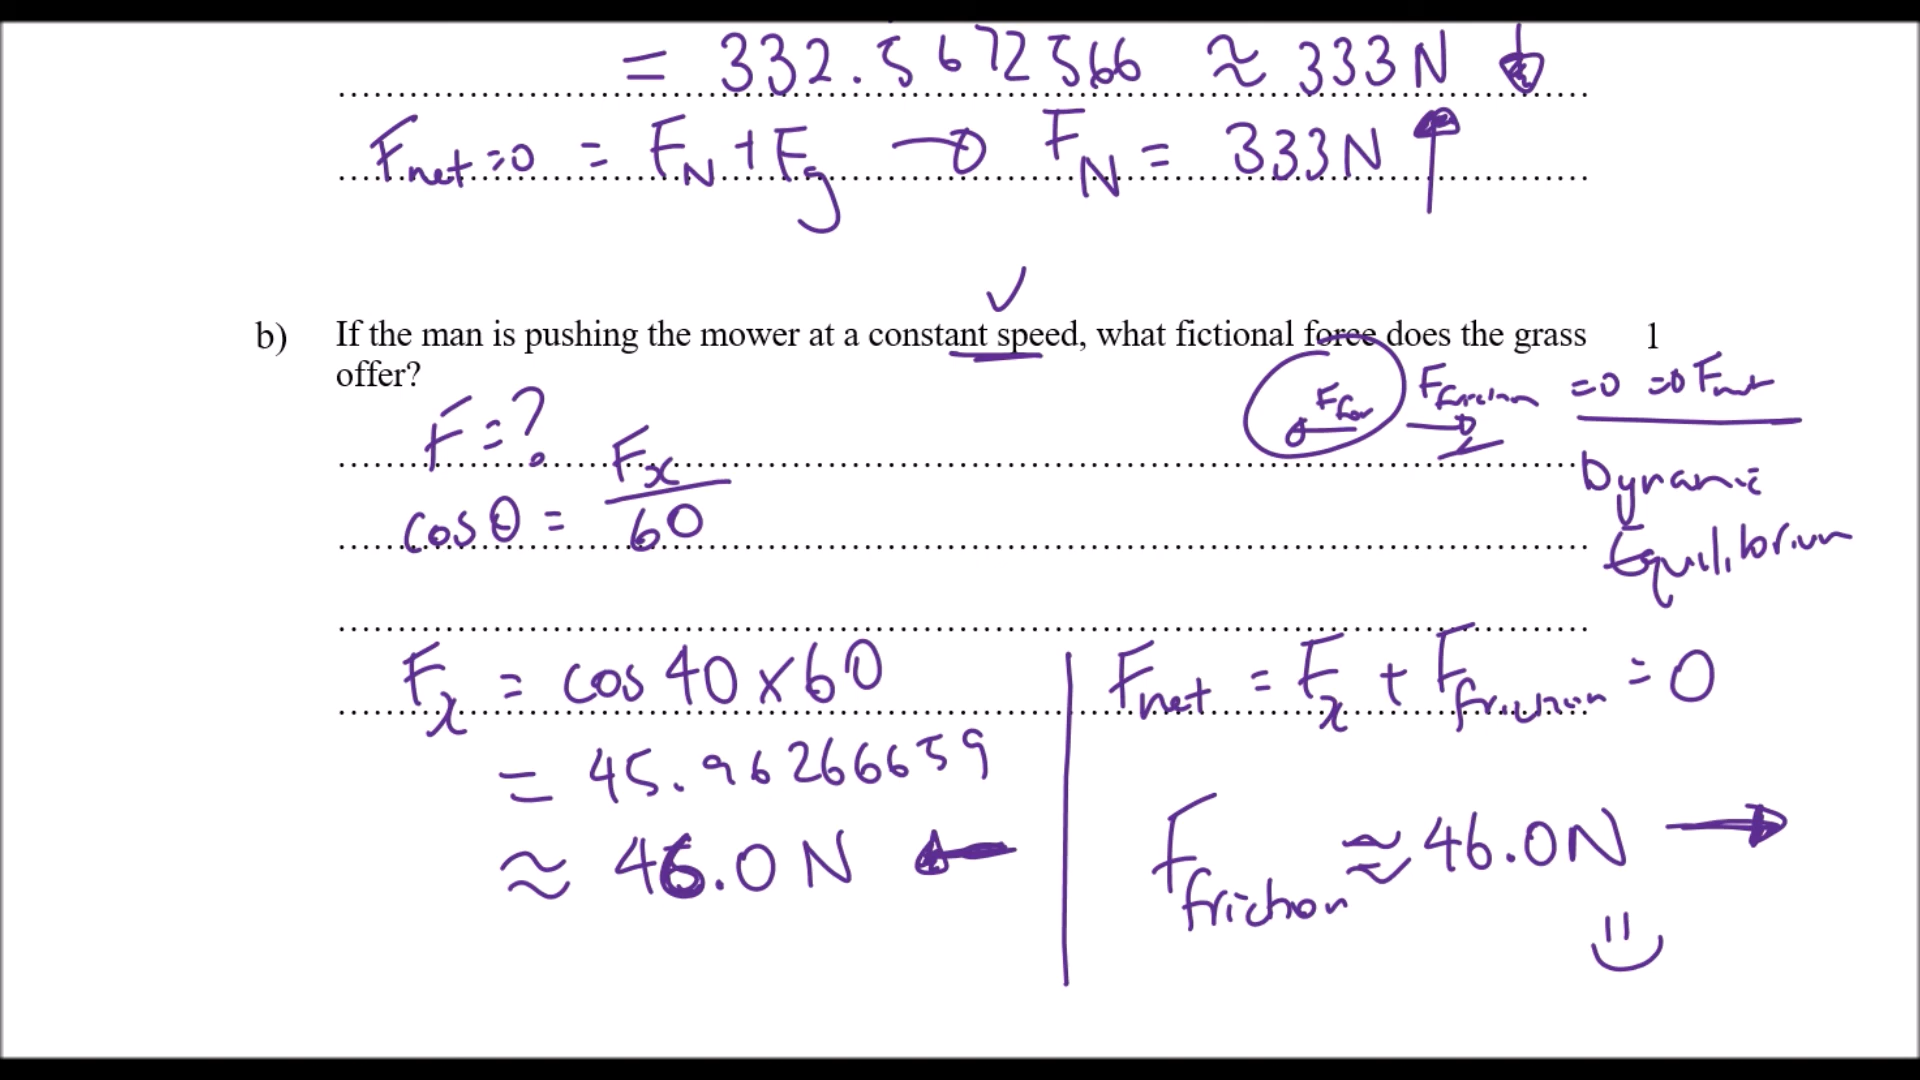 = 332.5672566 ≈ 333N ↓
Fnet = 0 = FN + Fg → FN = 333N ↑
b) If the man is pushing the mower at a constant speed, what fictional force does the grass 1
offer?
Ffriction = 0 = Fnet
F = ?
Dynamic
cosθ = Fx/60
Equilibrium
Fx = cos 40 × 60
Fnet = Fx + Ffriction = 0
= 45.96266659
≈ 46.0 N ←
Ffriction ≈ 46.0N →